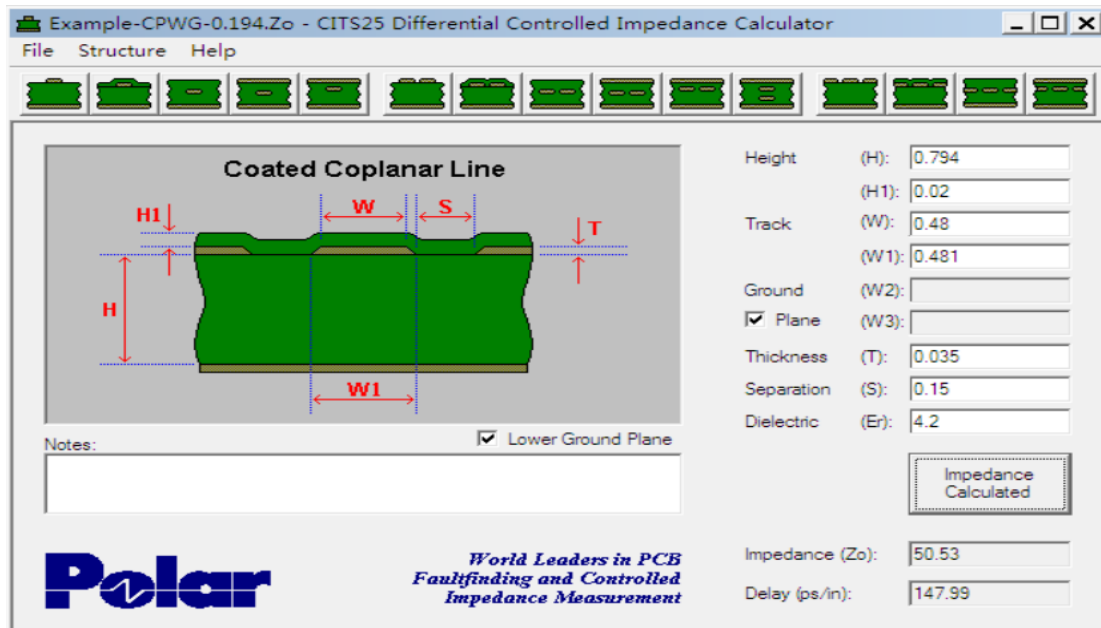 Example-CPWG-0.194.Zo - CITS25 Differential Controlled Impedance Calculator
File Structure Help
Coated Coplanar Line
H1
W
S
T
H
W1
Notes:
Lower Ground Plane
Height (H): 0.794
(H1): 0.02
Track (W): 0.48
(W1): 0.481
Ground (W2):
Plane (W3):
Thickness (T): 0.035
Separation (S): 0.15
Dielectric (Er): 4.2
Impedance
Calculated
Polar
World Leaders in PCB
Faultfinding and Controlled
Impedance Measurement
Impedance (Zo): 50.53
Delay (ps/in): 147.99